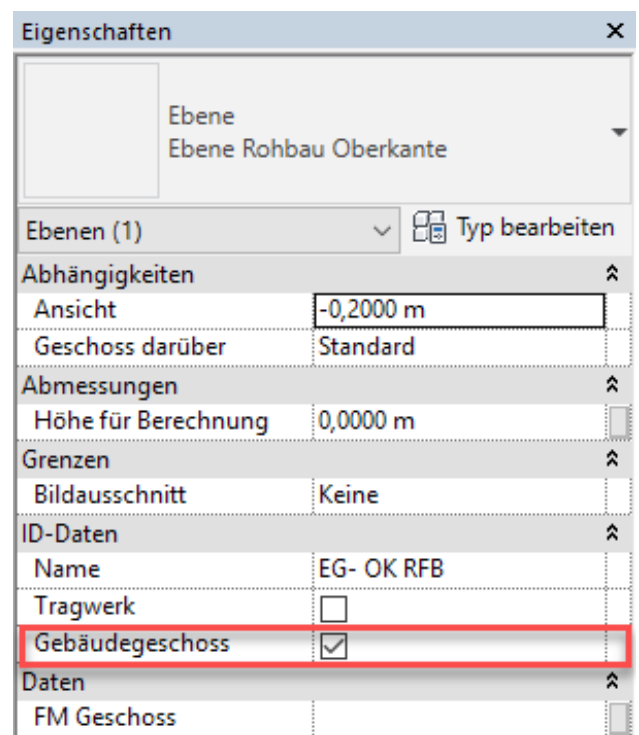 Eigenschaften
Ebene
Ebene Rohbau Oberkante
Ebenen (1) Typ bearbeiten
Abhängigkeiten
Ansicht -0,2000 m
Geschoss darüber Standard
Abmessungen
Höhe für Berechnung 0,0000 m
Grenzen
Bildausschnitt Keine
ID-Daten
Name EG- OK RFB
Tragwerk
Gebäudegeschoss
Daten
FM Geschoss